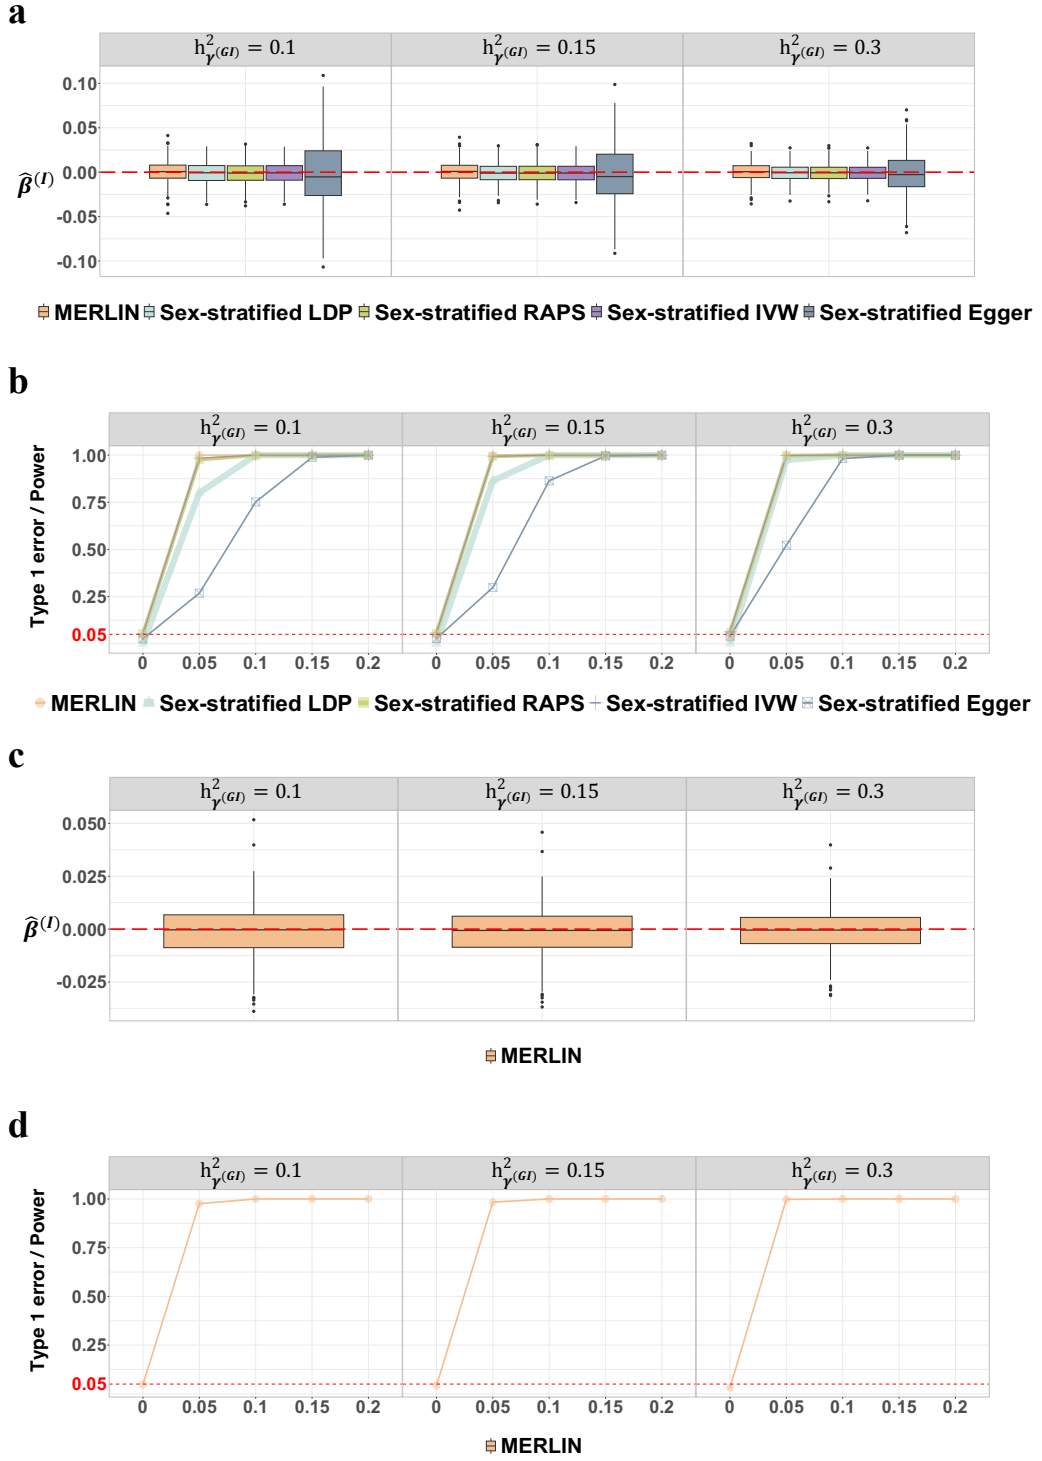 a
h²γ(GI) = 0.1 h²γ(GI) = 0.15 h²γ(GI) = 0.3
0.10
0.05
0.00
-0.05
-0.10
β̂(I)
MERLIN Sex-stratified LDP Sex-stratified RAPS Sex-stratified IVW Sex-stratified Egger
b
h²γ(GI) = 0.1 h²γ(GI) = 0.15 h²γ(GI) = 0.3
1.00
0.75
0.50
0.25
0.05
Type 1 error / Power
0 0.05 0.1 0.15 0.2 0 0.05 0.1 0.15 0.2 0 0.05 0.1 0.15 0.2
MERLIN Sex-stratified LDP Sex-stratified RAPS Sex-stratified IVW Sex-stratified Egger
c
h²γ(GI) = 0.1 h²γ(GI) = 0.15 h²γ(GI) = 0.3
0.050
0.025
0.000
-0.025
β̂(I)
MERLIN
d
h²γ(GI) = 0.1 h²γ(GI) = 0.15 h²γ(GI) = 0.3
1.00
0.75
0.50
0.25
0.05
Type 1 error / Power
0 0.05 0.1 0.15 0.2 0 0.05 0.1 0.15 0.2 0 0.05 0.1 0.15 0.2
MERLIN